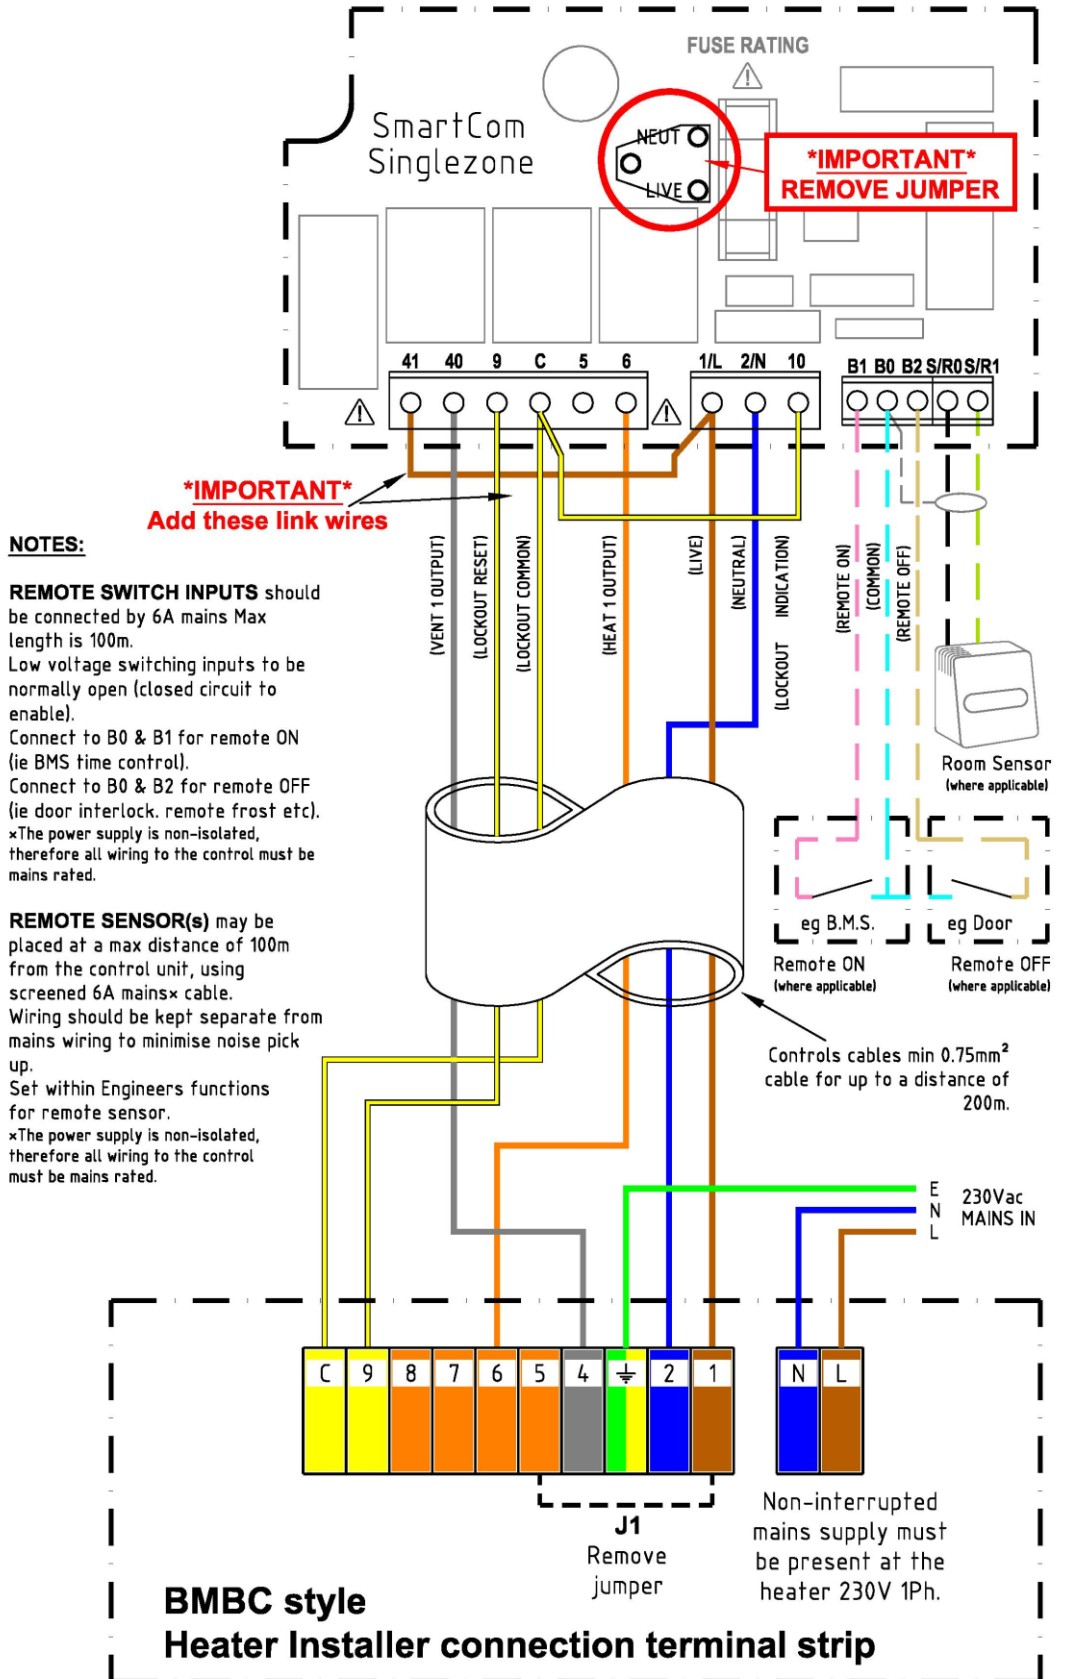 FUSE RATING
SmartCom
Singlezone
NEUT
LIVE
*IMPORTANT*
REMOVE JUMPER
41 40 9 C 5 6 1/L 2/N 10 B1 B0 B2 S/R0 S/R1
*IMPORTANT*
Add these link wires
(VENT 1 OUTPUT)
(LOCKOUT RESET)
(LOCKOUT COMMON)
(HEAT 1 OUTPUT)
(LIVE)
(NEUTRAL)
(LOCKOUT INDICATION)
(REMOTE ON)
(COMMON)
(REMOTE OFF)
NOTES:
REMOTE SWITCH INPUTS should
be connected by 6A mains Max
length is 100m.
Low voltage switching inputs to be
normally open (closed circuit to
enable).
Connect to B0 & B1 for remote ON
(ie BMS time control).
Connect to B0 & B2 for remote OFF
(ie door interlock. remote frost etc).
×The power supply is non-isolated,
therefore all wiring to the control must be
mains rated.
REMOTE SENSOR(s) may be
placed at a max distance of 100m
from the control unit, using
screened 6A mains× cable.
Wiring should be kept separate from
mains wiring to minimise noise pick
up.
Set within Engineers functions
for remote sensor.
×The power supply is non-isolated,
therefore all wiring to the control
must be mains rated.
Room Sensor
(where applicable)
eg B.M.S.
eg Door
Remote ON
(where applicable)
Remote OFF
(where applicable)
Controls cables min 0.75mm²
cable for up to a distance of
200m.
E
N
L
230Vac
MAINS IN
C 9 8 7 6 5 4 2 1 N L
J1
Remove
jumper
Non-interrupted
mains supply must
be present at the
heater 230V 1Ph.
BMBC style
Heater Installer connection terminal strip